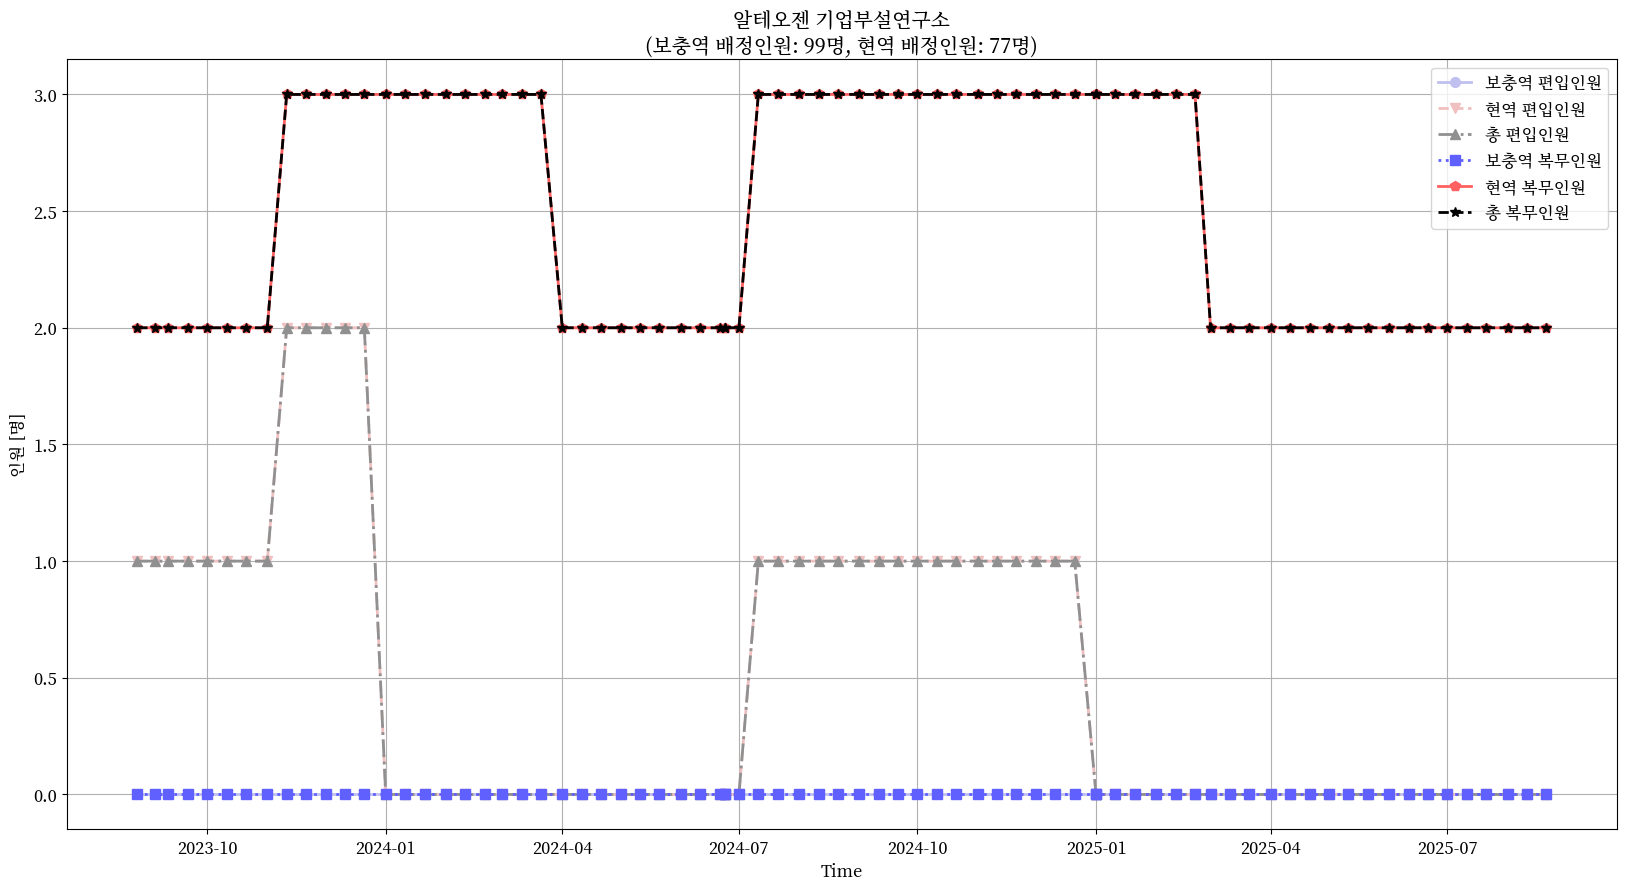 알테오젠 기업부설연구소
(보충역 배정인원: 99명, 현역 배정인원: 77명)
보충역 편입인원
현역 편입인원
총 편입인원
보충역 복무인원
현역 복무인원
총 복무인원
인원 [명]
3.0
2.5
2.0
1.5
1.0
0.5
0.0
2023-10
2024-01
2024-04
2024-07
2024-10
2025-01
2025-04
2025-07
Time